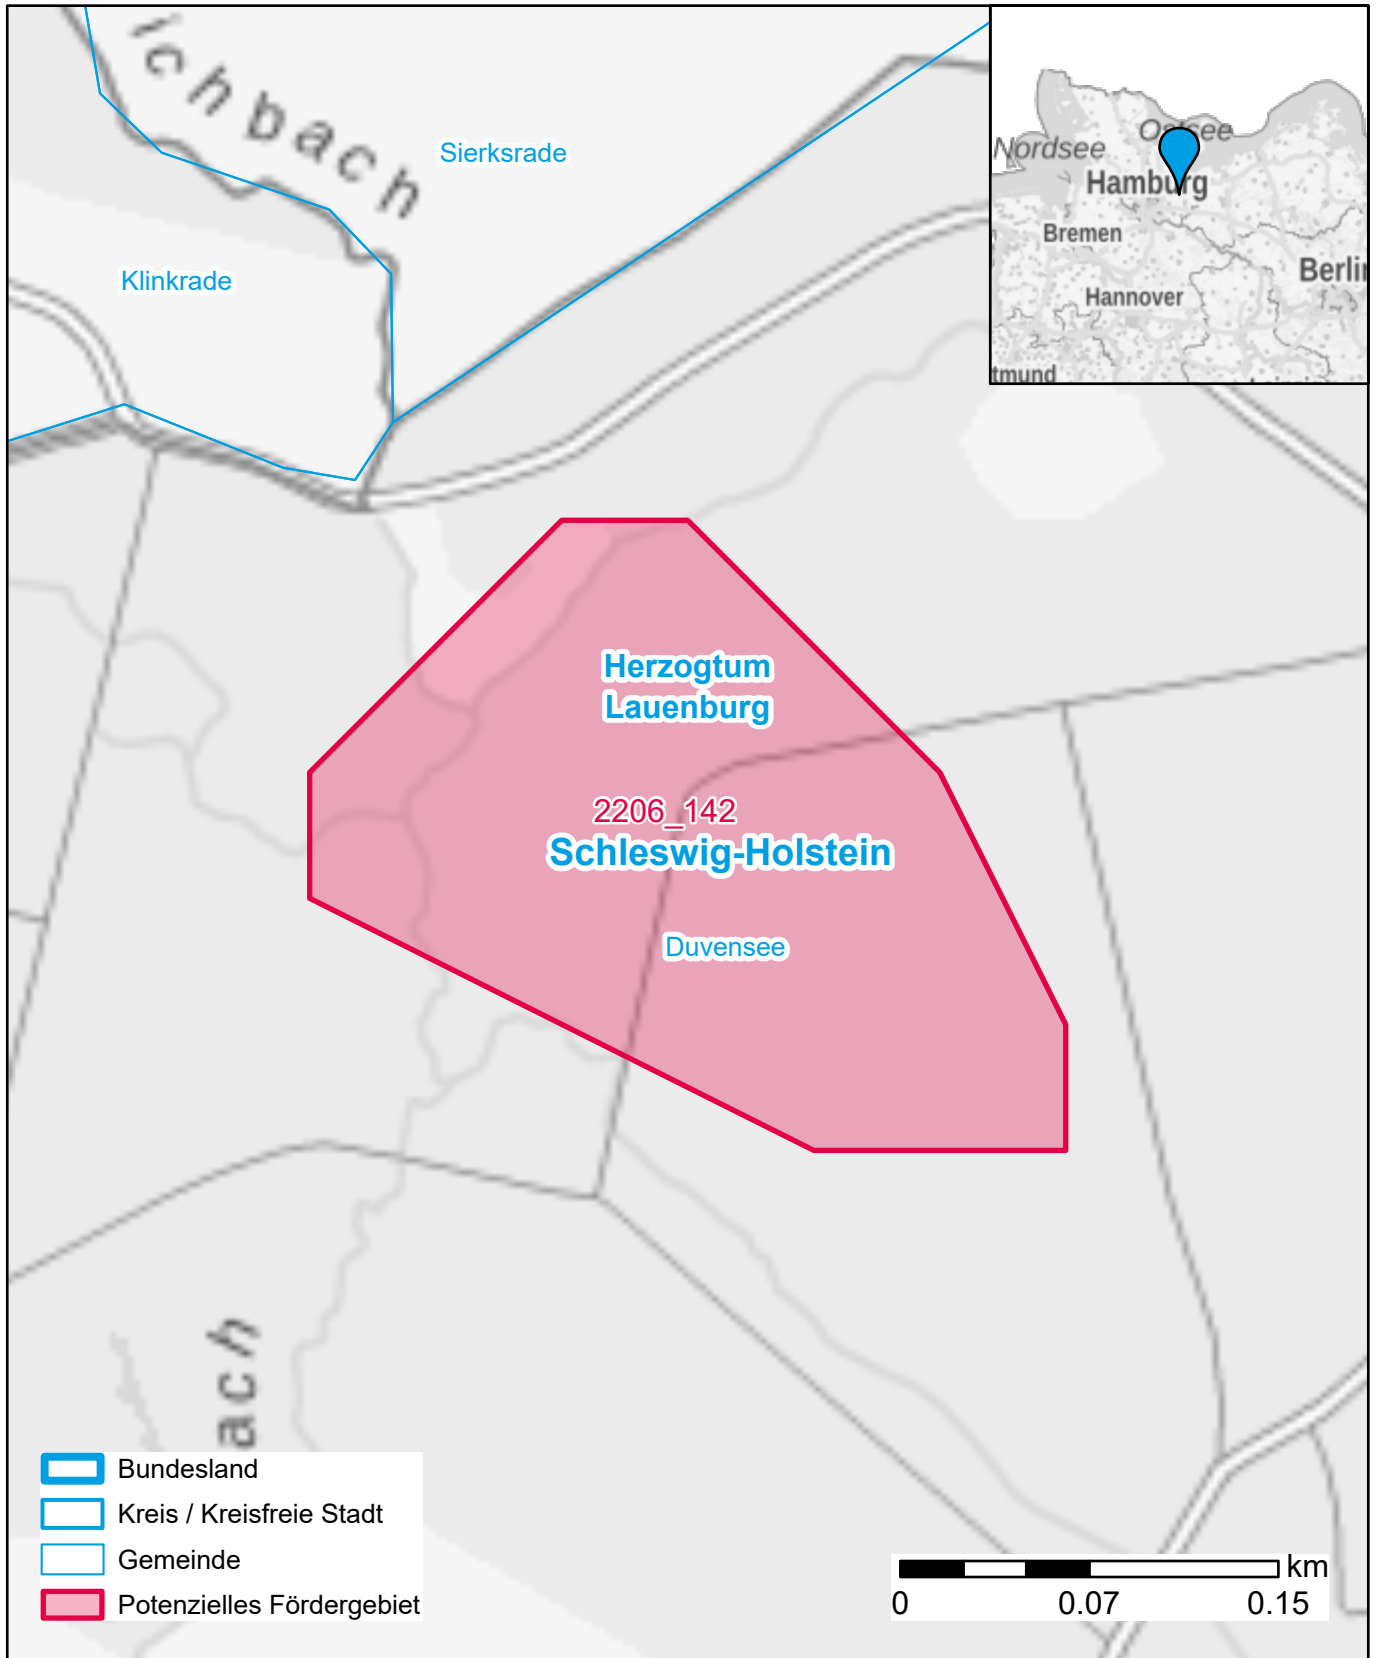 ichbach
Sierksrade
Klinkrade
Ostsee
Nordsee
Hamburg
Bremen
Berlin
Hannover
tmund
Herzogtum
Lauenburg
2206_142
Schleswig-Holstein
Duvensee
ach
Bundesland
Kreis / Kreisfreie Stadt
Gemeinde
Potenzielles Fördergebiet
km
0 0.07 0.15